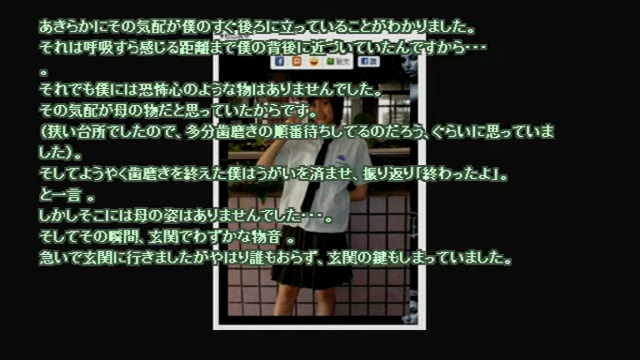 あきらかにその気配が僕のすぐ後ろに立っていることがわかりました。
それは呼吸すら感じる距離まで僕の背後に近づいていたんですから・・・
。
それでも僕には恐怖心のような物はありませんでした。
その気配が母の物だと思っていたからです。
（狭い台所でしたので、多分歯磨きの順番待ちしてるのだろう、ぐらいに思っていま
した）。
そしてようやく歯磨きを終えた僕はうがいを済ませ、振り返り「終わったよ」。
と一言 。
しかしそこには母の姿はありませんでした・・・。
そしてその瞬間、玄関でわずかな物音 。
急いで玄関に行きましたがやはり誰もおらず、玄関の鍵もしまっていました。